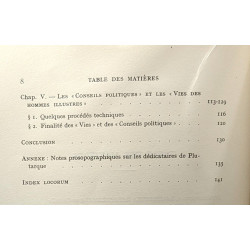 8
TABLE DES MATIÈRES
Chap. V. — Les « Conseils politiques » et les « Vies des
hommes illustres » 113-129
§ 1. Quelques procédés techniques 116
§ 2. Finalité des « Vies » et des « Conseils politiques » 120
Conclusion 130
Annexe : Notes prosopographiques sur les dédicataires de Plu-
tarque 135
Index locorum 141